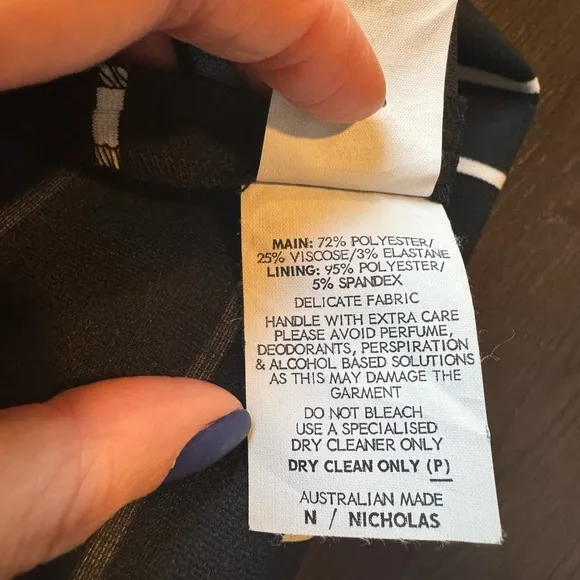 MAIN: 72% POLYESTER/
25% VISCOSE/3% ELASTANE
LINING: 95% POLYESTER/
5% SPANDEX
DELICATE FABRIC
HANDLE WITH EXTRA CARE
PLEASE AVOID PERFUME,
DEODORANTS, PERSPIRATION
& ALCOHOL BASED SOLUTIONS
AS THIS MAY DAMAGE THE
GARMENT
DO NOT BLEACH
USE A SPECIALISED
DRY CLEANER ONLY
DRY CLEAN ONLY (P)
AUSTRALIAN MADE
N / NICHOLAS